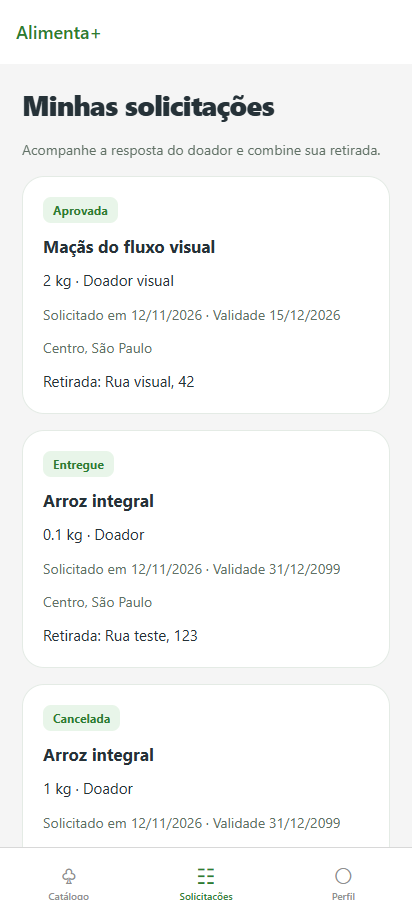 Alimenta+
Minhas solicitações
Acompanhe a resposta do doador e combine sua retirada.
Aprovada
Maçãs do fluxo visual
2 kg · Doador visual
Solicitado em 12/11/2026 · Validade 15/12/2026
Centro, São Paulo
Retirada: Rua visual, 42
Entregue
Arroz integral
0.1 kg · Doador
Solicitado em 12/11/2026 · Validade 31/12/2099
Centro, São Paulo
Retirada: Rua teste, 123
Cancelada
Arroz integral
1 kg · Doador
Solicitado em 12/11/2026 · Validade 31/12/2099
Catálogo
Solicitações
Perfil